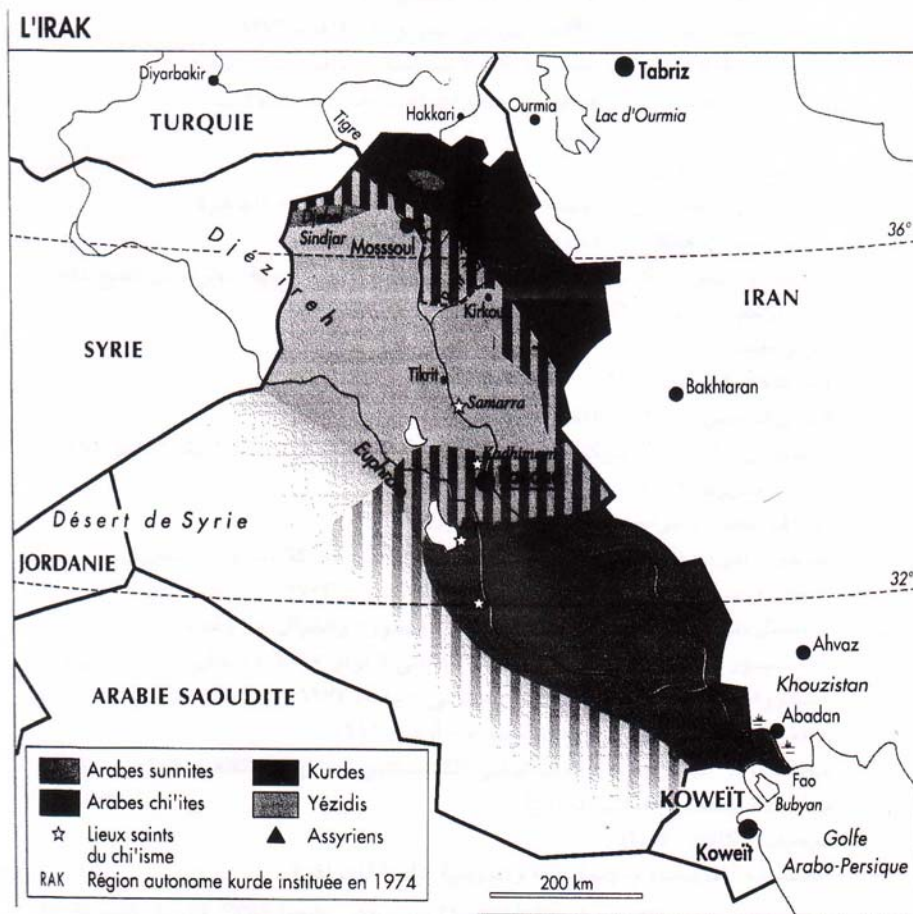 L'IRAK
Tabriz
Diyarbakir
Ourmia
Hakkari
Lac d'Ourmia
TURQUIE
Tigre
36°
Sindjar
Mosssoul
Diézireh
IRAN
SYRIE
Tikrit
Bakhtaran
Samarra
Désert de Syrie
JORDANIE
32°
Ahvaz
Khouzistan
ARABIE SAOUDITE
Abadan
Fao
KOWEÏT
Bubyan
Koweït
Golfe
Arabo-Persique
Arabes sunnites
Kurdes
Arabes chi'ites
Yézidis
Lieux saints
du chi'isme
Assyriens
RAK Région autonome kurde instituée en 1974
200 km